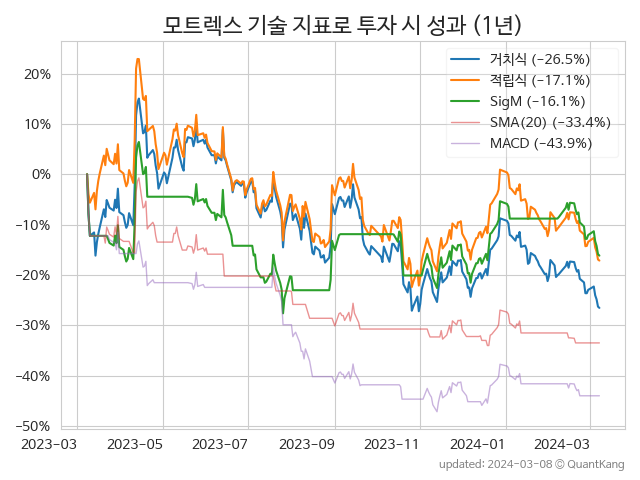 모트렉스 기술 지표로 투자 시 성과 (1년)
거치식 (−26.5%)
적립식 (−17.1%)
SigM (−16.1%)
SMA(20) (−33.4%)
MACD (−43.9%)
20%
10%
0%
−10%
−20%
−30%
−40%
−50%
2023−03 2023−05 2023−07 2023−09 2023−11 2024−01 2024−03
updated: 2024−03−08 ⓒ QuantKang